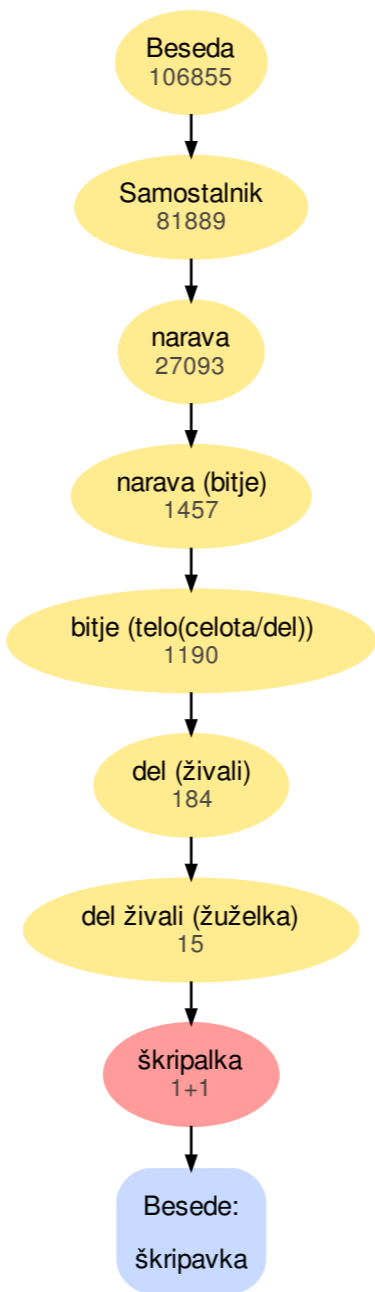 Beseda
106855
Samostalnik
81889
narava
27093
narava (bitje)
1457
bitje (telo(celota/del))
1190
del (živali)
184
del živali (žuželka)
15
škripalka
1+1
Besede:
škripavka